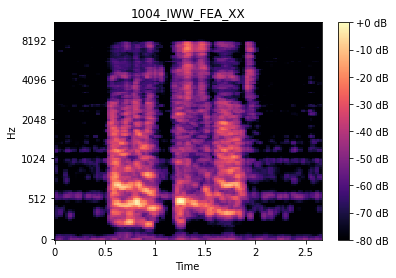 1004_IWW_FEA_XX
8192
4096
2048
1024
512
0
Hz
0
0.5
1
1.5
2
2.5
Time
+0 dB
-10 dB
-20 dB
-30 dB
-40 dB
-50 dB
-60 dB
-70 dB
-80 dB